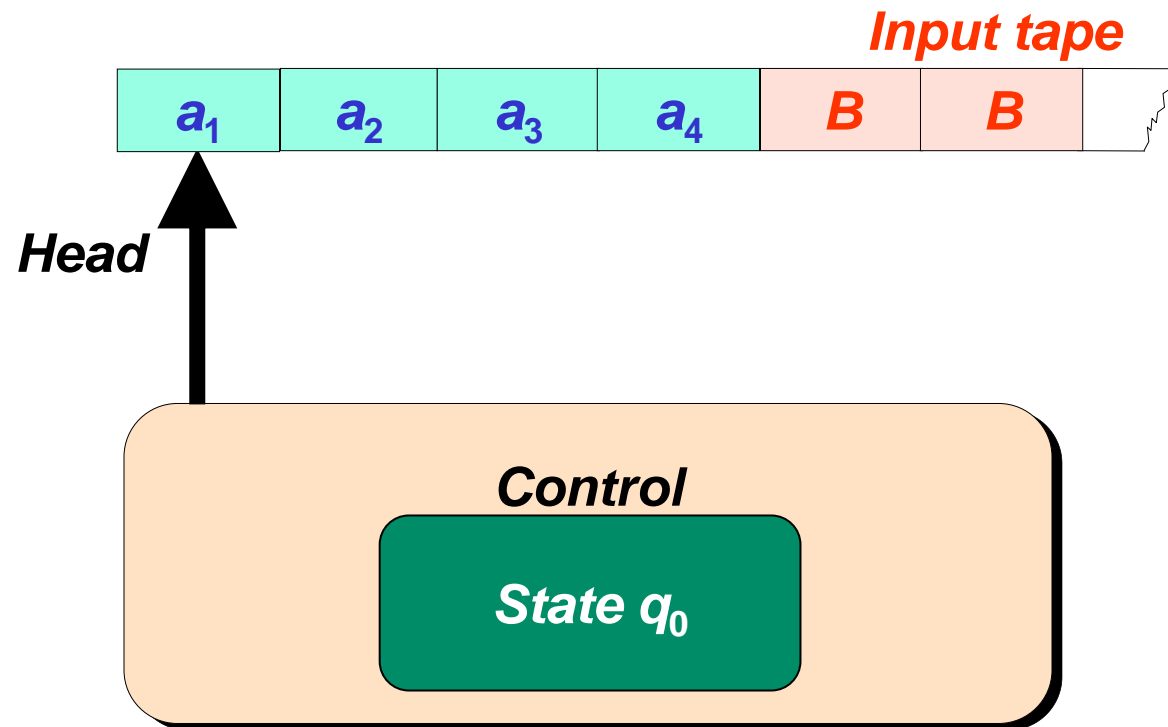 Input tape
a₁ a₂ a₃ a₄ B B
Head
Control
State q₀